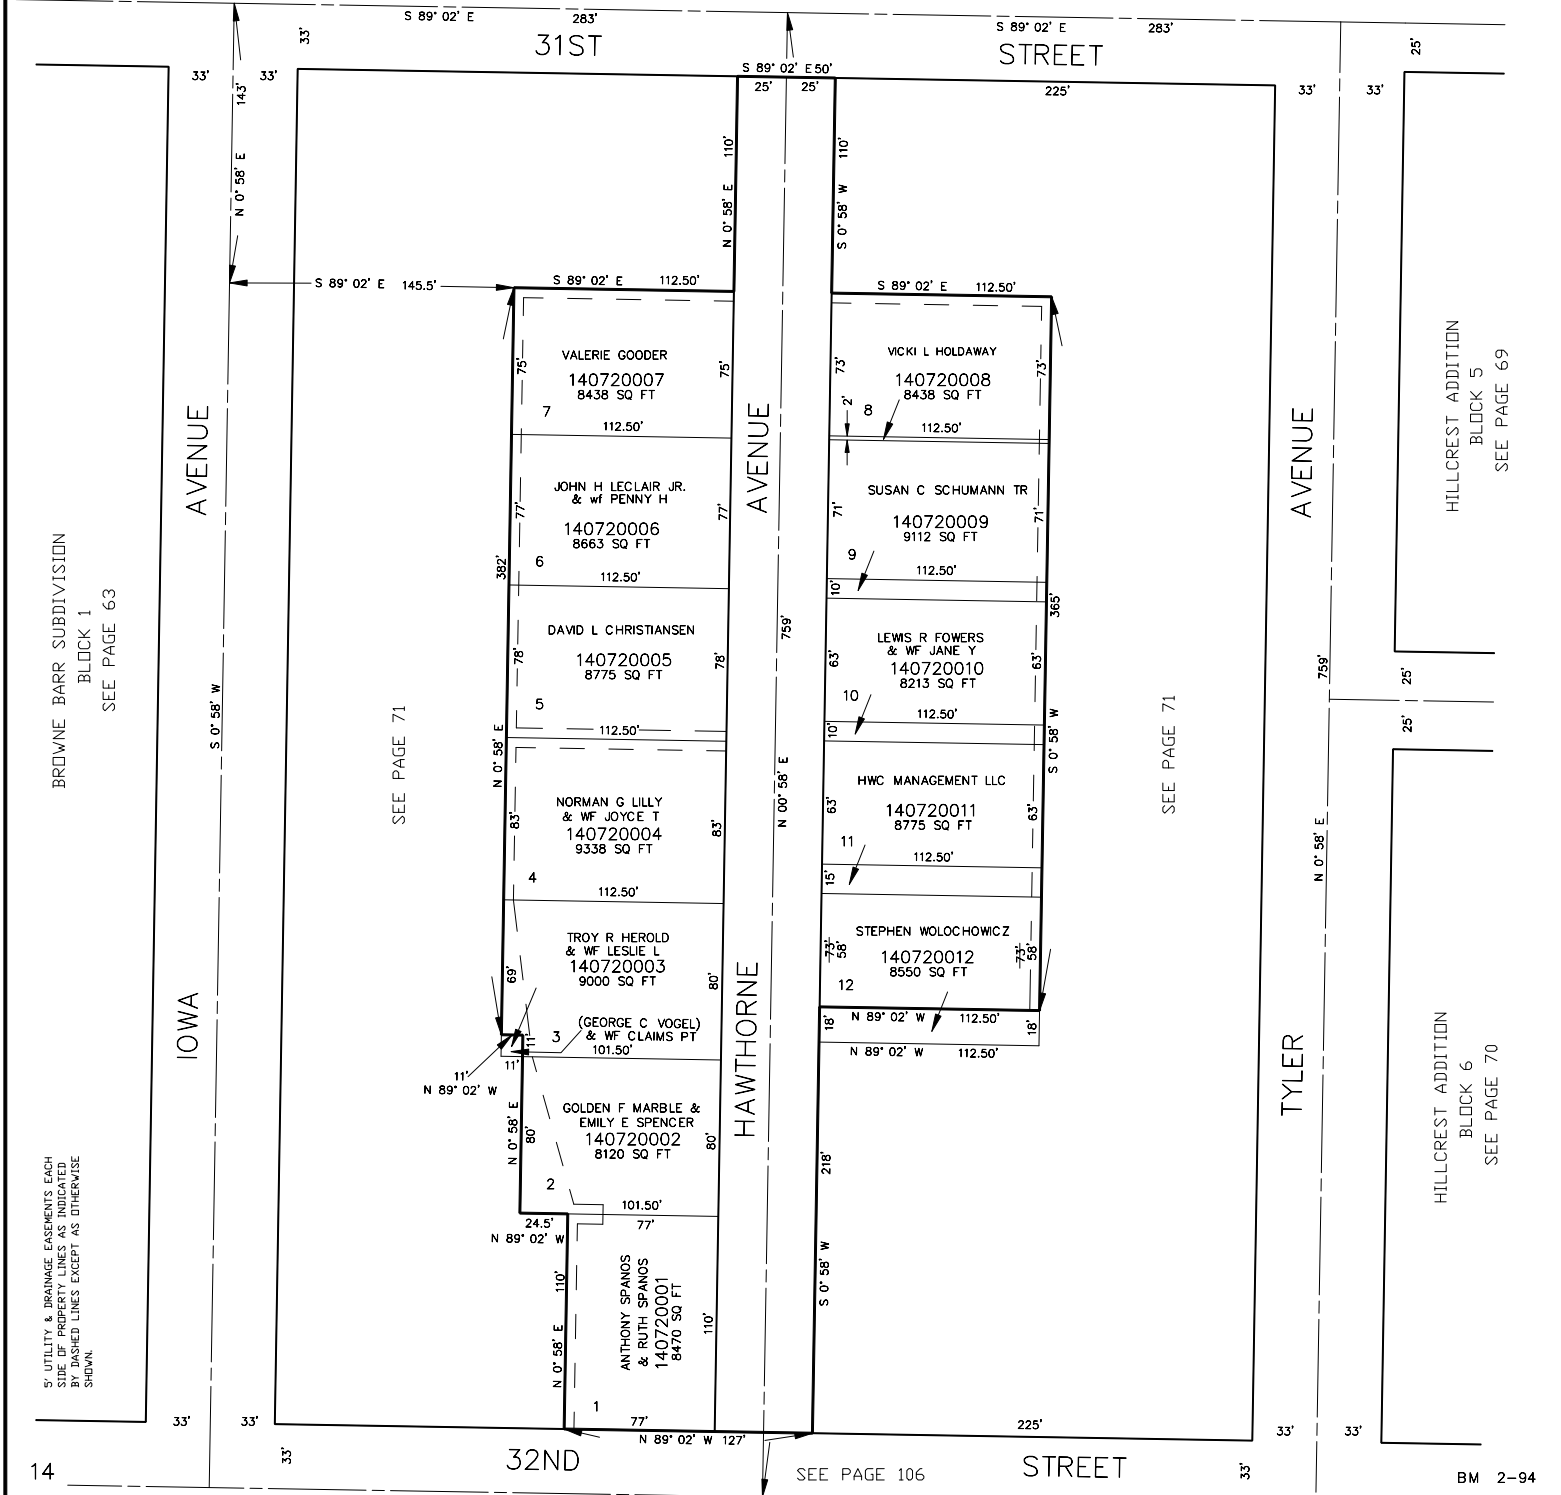 S 89° 02' E
283'
S 89° 02' E
283'
33'
31ST
STREET
25'
33'
33'
S 89° 02' E 50'
25'
25'
225'
33'
33'
143'
N 0° 58' E
110'
N 0° 58' E
110'
S 0° 58' W
S 89° 02' E 145.5'
S 89° 02' E
112.50'
S 89° 02' E
112.50'
VALERIE GOODER
140720007
8438 SQ FT
75'
75'
7
112.50'
VICKI L HOLDAWAY
140720008
8438 SQ FT
73'
73'
2'
8
112.50'
JOHN H LECLAIR JR.
& wf PENNY H
140720006
8663 SQ FT
77'
77'
6
112.50'
SUSAN C SCHUMANN TR
140720009
9112 SQ FT
71'
71'
9
112.50'
10'
382'
365'
DAVID L CHRISTIANSEN
140720005
8775 SQ FT
78'
78'
5
112.50'
LEWIS R FOWERS
& WF JANE Y
140720010
8213 SQ FT
63'
63'
10
112.50'
10'
N 0° 58' E
S 0° 58' W
NORMAN G LILLY
& WF JOYCE T
140720004
9338 SQ FT
83'
83'
4
112.50'
HWC MANAGEMENT LLC
140720011
8775 SQ FT
63'
63'
11
112.50'
15'
TROY R HEROLD
& WF LESLIE L
140720003
9000 SQ FT
69'
80'
(GEORGE C VOGEL)
& WF CLAIMS PT
3
11'
101.50'
11'
11'
N 89° 02' W
STEPHEN WOLOCHOWICZ
140720012
8550 SQ FT
73'
58'
73'
58'
12
N 89° 02' W
112.50'
18'
18'
N 89° 02' W
112.50'
GOLDEN F MARBLE &
EMILY E SPENCER
140720002
8120 SQ FT
N 0° 58' E
80'
80'
2
101.50'
24.5'
77'
N 89° 02' W
ANTHONY SPANOS
& RUTH SPANOS
140720001
8470 SQ FT
N 0° 58' E
110'
110'
1
77'
N 89° 02' W 127'
218'
S 0° 58' W
IOWA
AVENUE
S 0° 58' W
HAWTHORNE
AVENUE
759'
N 00° 58' E
TYLER
AVENUE
759'
N 0° 58' E
SEE PAGE 71
SEE PAGE 71
BROWNE BARR SUBDIVISION
BLOCK 1
SEE PAGE 63
HILLCREST ADDITION
BLOCK 5
SEE PAGE 69
25'
25'
HILLCREST ADDITION
BLOCK 6
SEE PAGE 70
5' UTILITY & DRAINAGE EASEMENTS EACH
SIDE OF PROPERTY LINES AS INDICATED
BY DASHED LINES EXCEPT AS OTHERWISE
SHOWN.
33'
33'
33'
225'
33'
33'
33'
32ND
STREET
SEE PAGE 106
14
BM 2-94